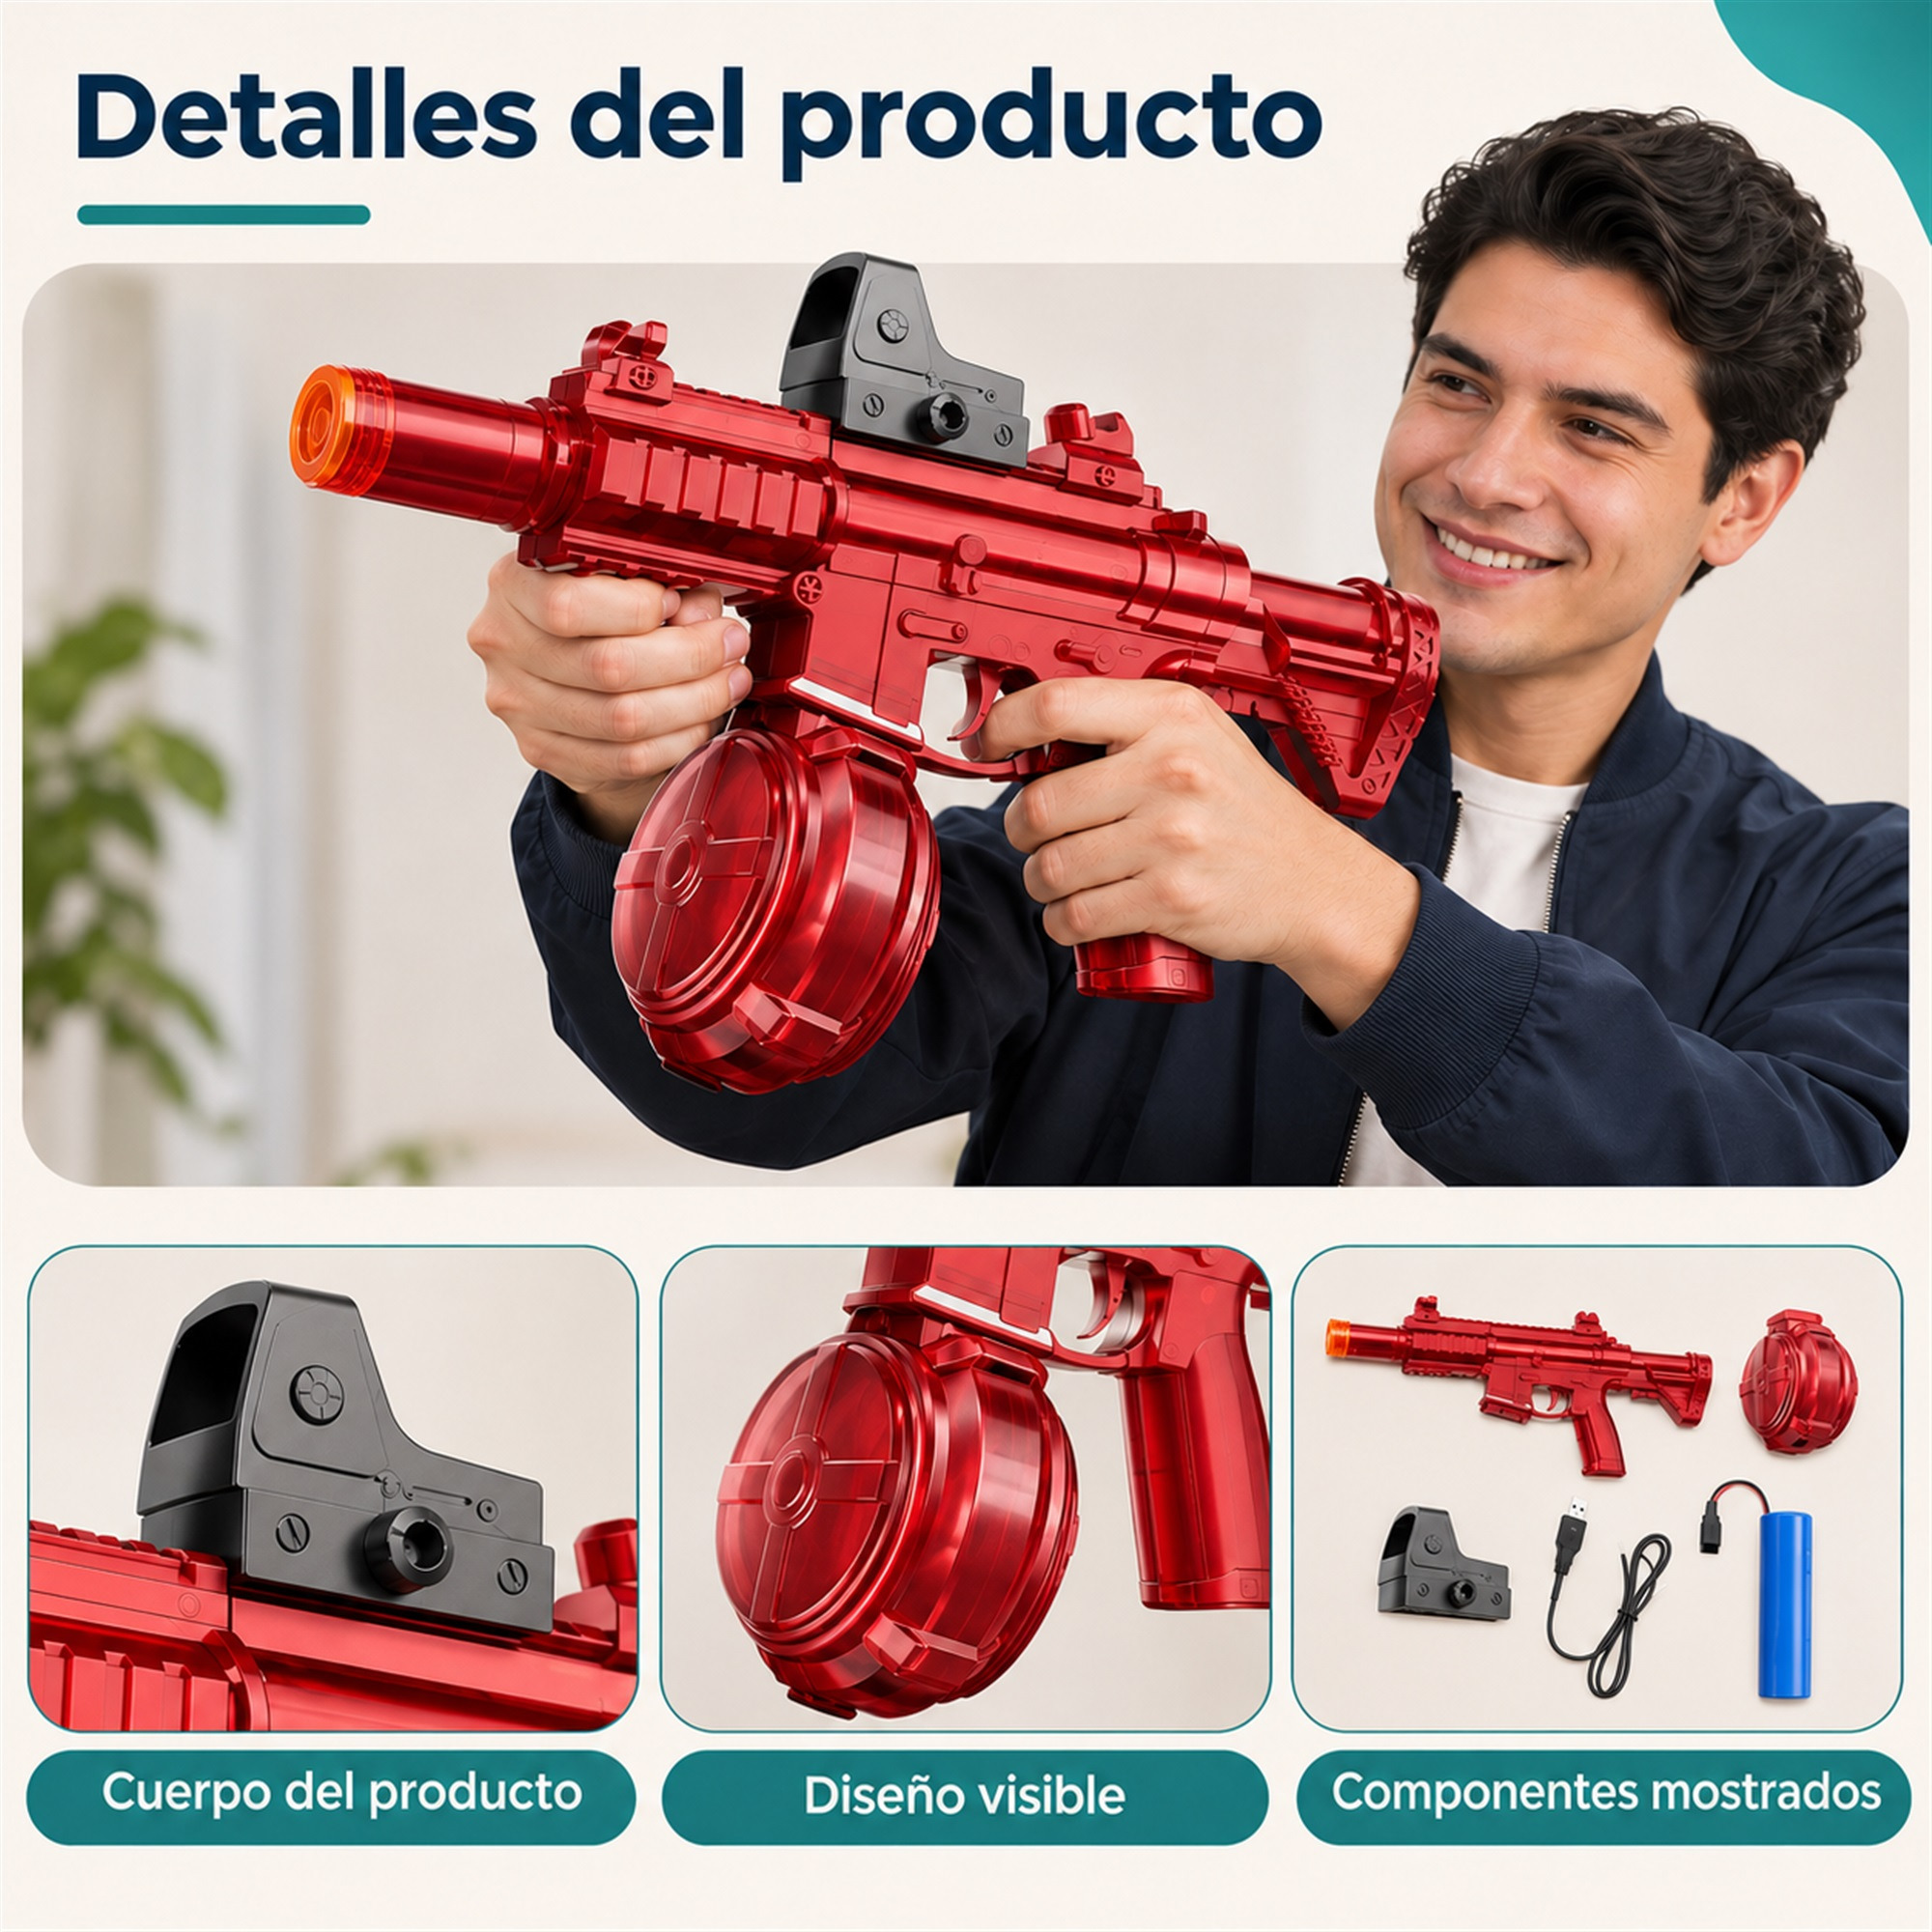 Detalles del producto
Cuerpo del producto
Diseño visible
Componentes mostrados